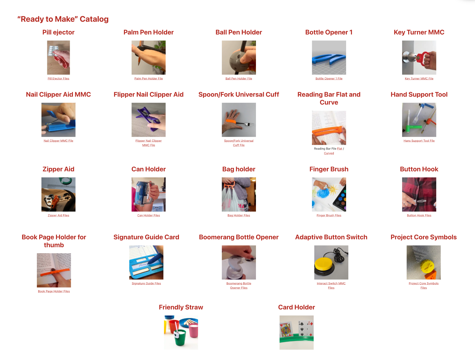 “Ready to Make” Catalog
Pill ejector
Palm Pen Holder
Ball Pen Holder
Bottle Opener 1
Key Turner MMC
Pill Ejector Files
Palm Pen Holder File
Ball Pen Holder File
Bottle Opener 1 File
Key Turner MMC File
Nail Clipper Aid MMC
Flipper Nail Clipper Aid
Spoon/Fork Universal Cuff
Reading Bar Flat and
Curve
Hand Support Tool
Nail Clipper MMC File
Flipper Nail Clipper
MMC File
Spoon/Fork Universal
Cuff File
Reading Bar File Flat /
Curved
Hand Support Tool File
Zipper Aid
Can Holder
Bag holder
Finger Brush
Button Hook
Zipper Aid Files
Can Holder Files
Bag Holder Files
Finger Brush Files
Button Hook Files
Book Page Holder for
thumb
Signature Guide Card
Boomerang Bottle Opener
Adaptive Button Switch
Project Core Symbols
Book Page Holder Files
Signature Guide Files
Boomerang Bottle
Opener Files
Interact Switch MMC
Files
Project Core Symbols
Files
Friendly Straw
Card Holder